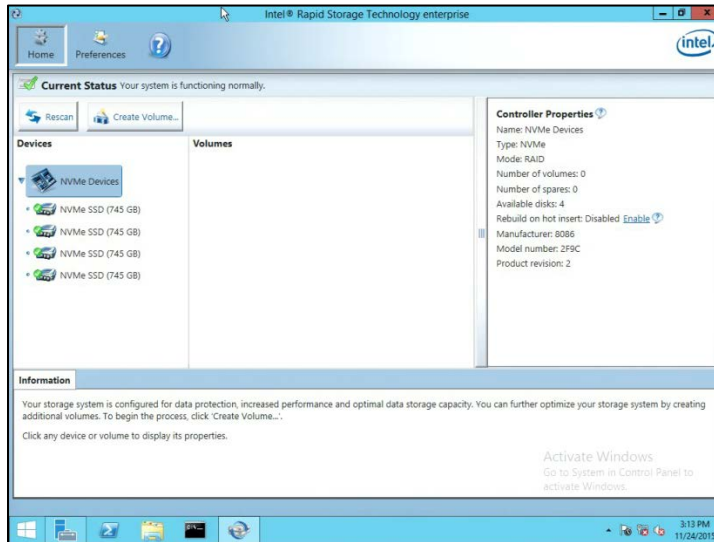 Intel® Rapid Storage Technology enterprise
Home
Preferences
intel
Current Status Your system is functioning normally.
Rescan
Create Volume...
Devices
NVMe Devices
NVMe SSD (745 GB)
NVMe SSD (745 GB)
NVMe SSD (745 GB)
NVMe SSD (745 GB)
Volumes
Controller Properties
Name: NVMe Devices
Type: NVMe
Mode: RAID
Number of volumes: 0
Number of spares: 0
Available disks: 4
Rebuild on hot insert: Disabled Enable
Manufacturer: 8086
Model number: 2F9C
Product revision: 2
Information
Your storage system is configured for data protection, increased performance and optimal data storage capacity. You can further optimize your storage system by creating
additional volumes. To begin the process, click 'Create Volume...'.
Click any device or volume to display its properties.
Activate Windows
Go to System in Control Panel to
activate Windows.
3:13 PM
11/24/2015